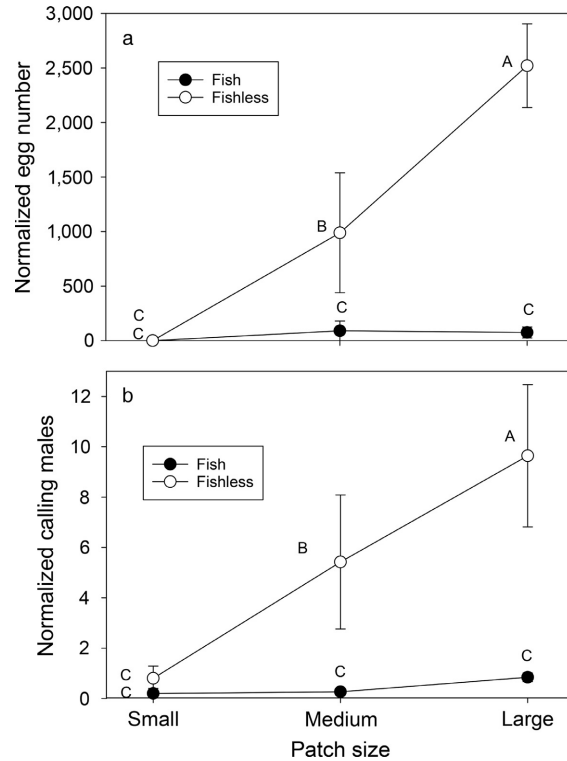 a
Fish
Fishless
Normalized egg number
3,000
2,500
2,000
1,500
1,000
500
0
C
C
B
C
A
C
b
Fish
Fishless
Normalized calling males
12
10
8
6
4
2
0
C
C
B
C
A
C
Small Medium Large
Patch size